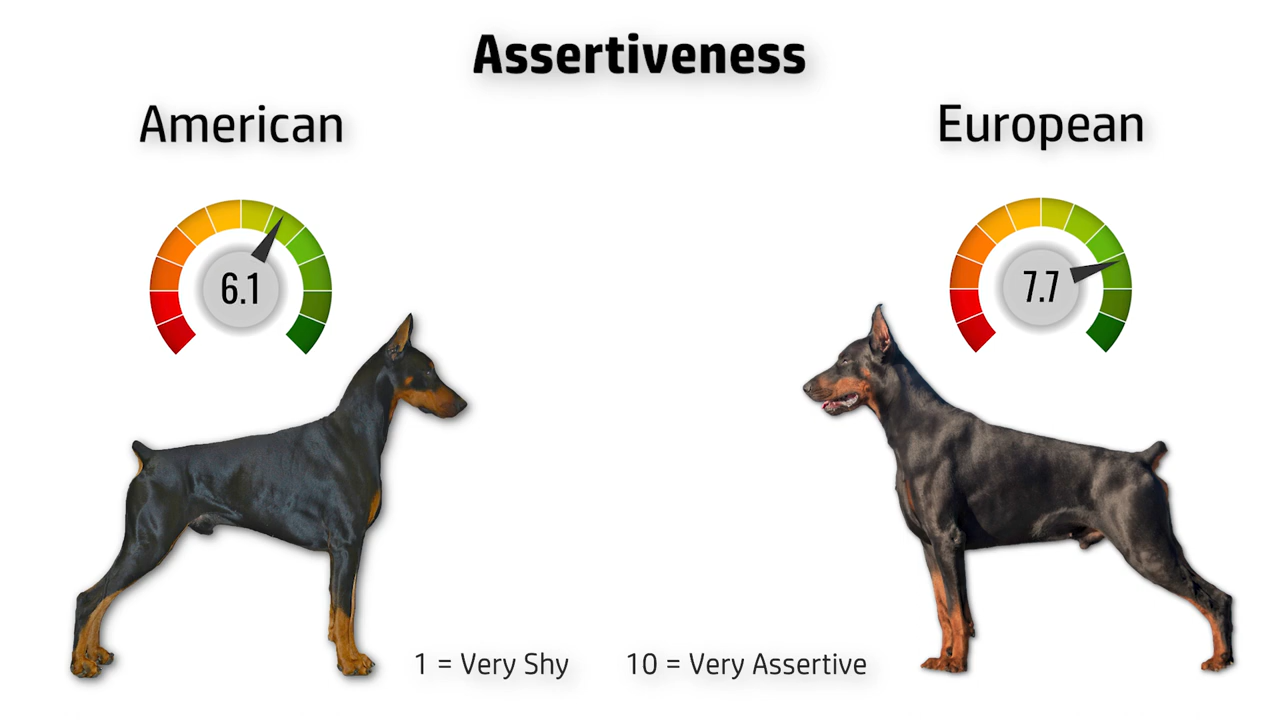 Assertiveness
American
European
6.1
7.7
1 = Very Shy
10 = Very Assertive